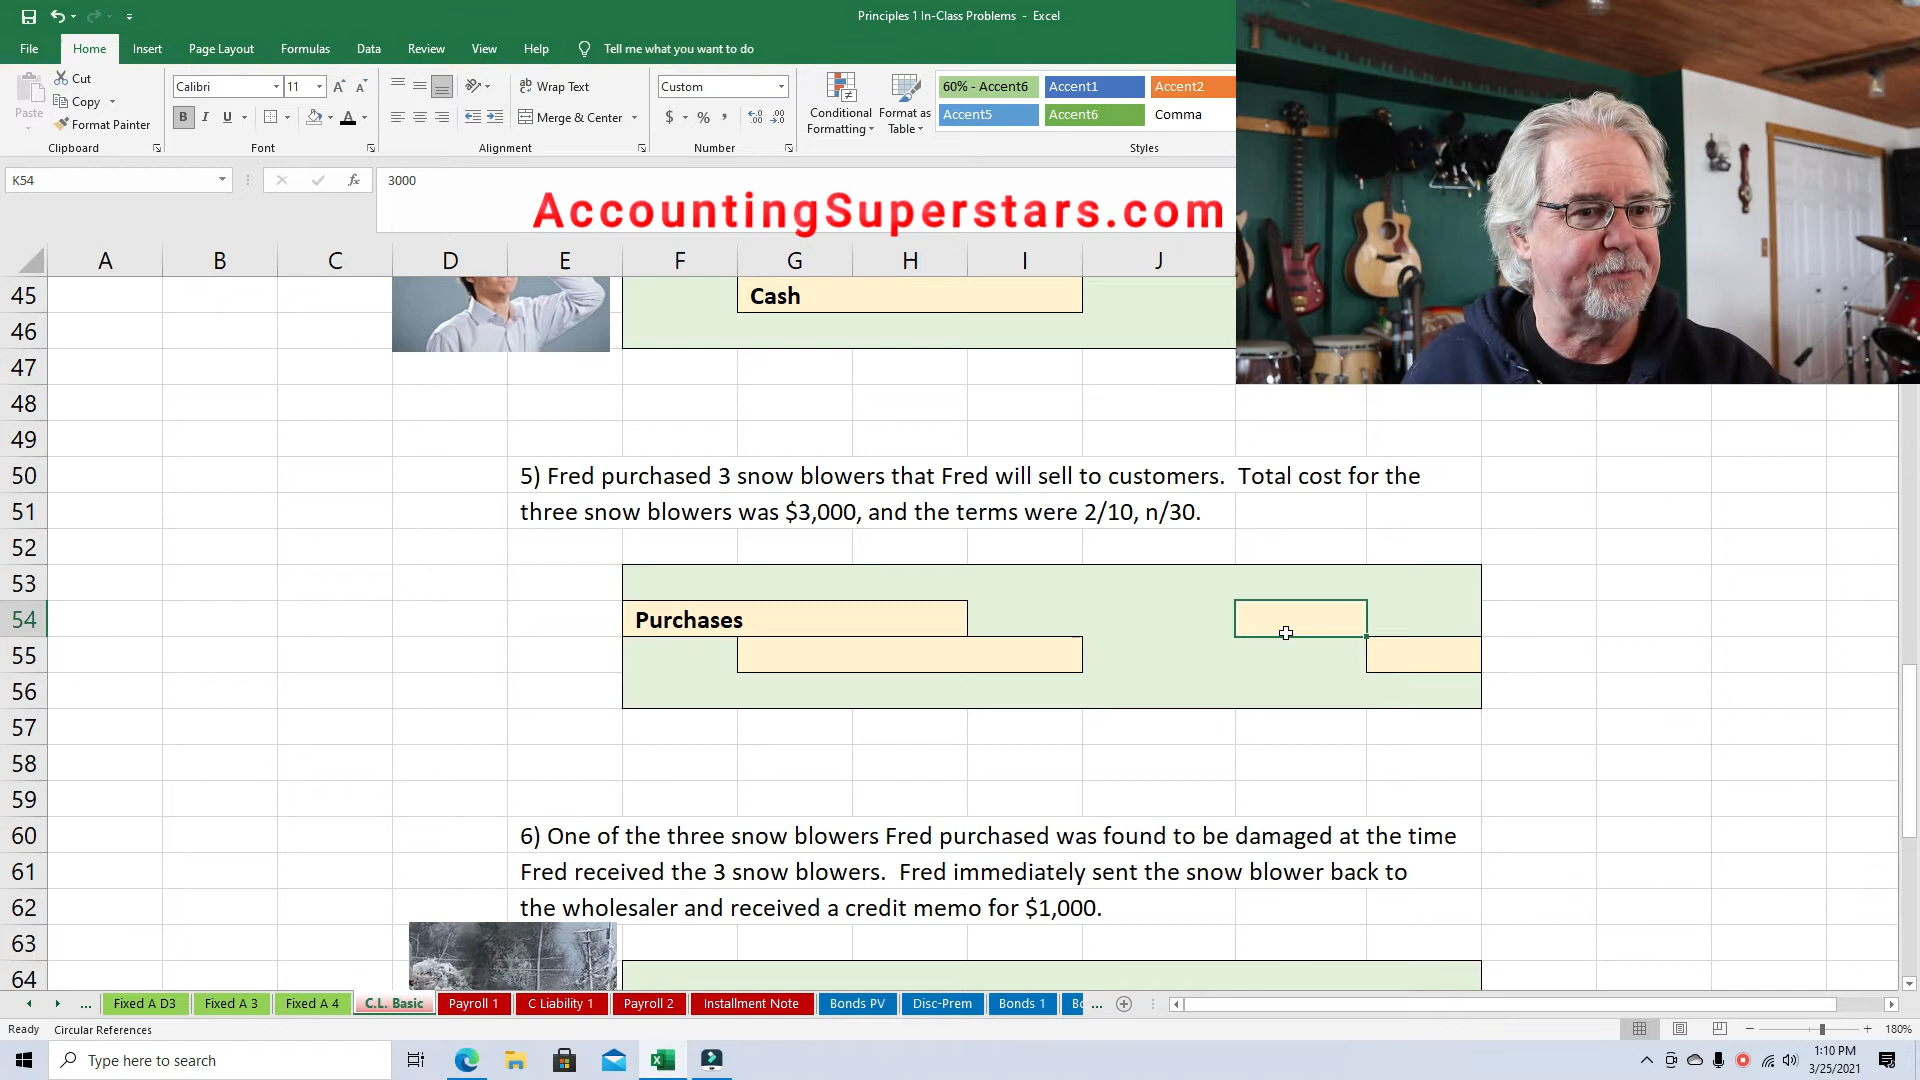 Principles 1 In-Class Problems - Excel
File Home Insert Page Layout Formulas Data Review View Help Tell me what you want to do
Paste
Cut
Copy
Format Painter
Clipboard
Calibri 11
B I U
Font
Wrap Text
Merge & Center
Alignment
Custom
$ % ,
Number
Conditional Formatting
Format as Table
60% - Accent6 Accent1 Accent2
Accent5 Accent6 Comma
Styles
K54 fx 3000
AccountingSuperstars.com
A B C D E F G H I J
45 Cash
46
47
48
49
50 5) Fred purchased 3 snow blowers that Fred will sell to customers. Total cost for the
51 three snow blowers was $3,000, and the terms were 2/10, n/30.
52
53
54 Purchases
55
56
57
58
59
60 6) One of the three snow blowers Fred purchased was found to be damaged at the time
61 Fred received the 3 snow blowers. Fred immediately sent the snow blower back to
62 the wholesaler and received a credit memo for $1,000.
63
64
... Fixed A D3 Fixed A 3 Fixed A 4 C.L. Basic Payroll 1 C Liability 1 Payroll 2 Installment Note Bonds PV Disc-Prem Bonds 1 Bo ...
Ready Circular References 180%
Type here to search
1:10 PM
3/25/2021